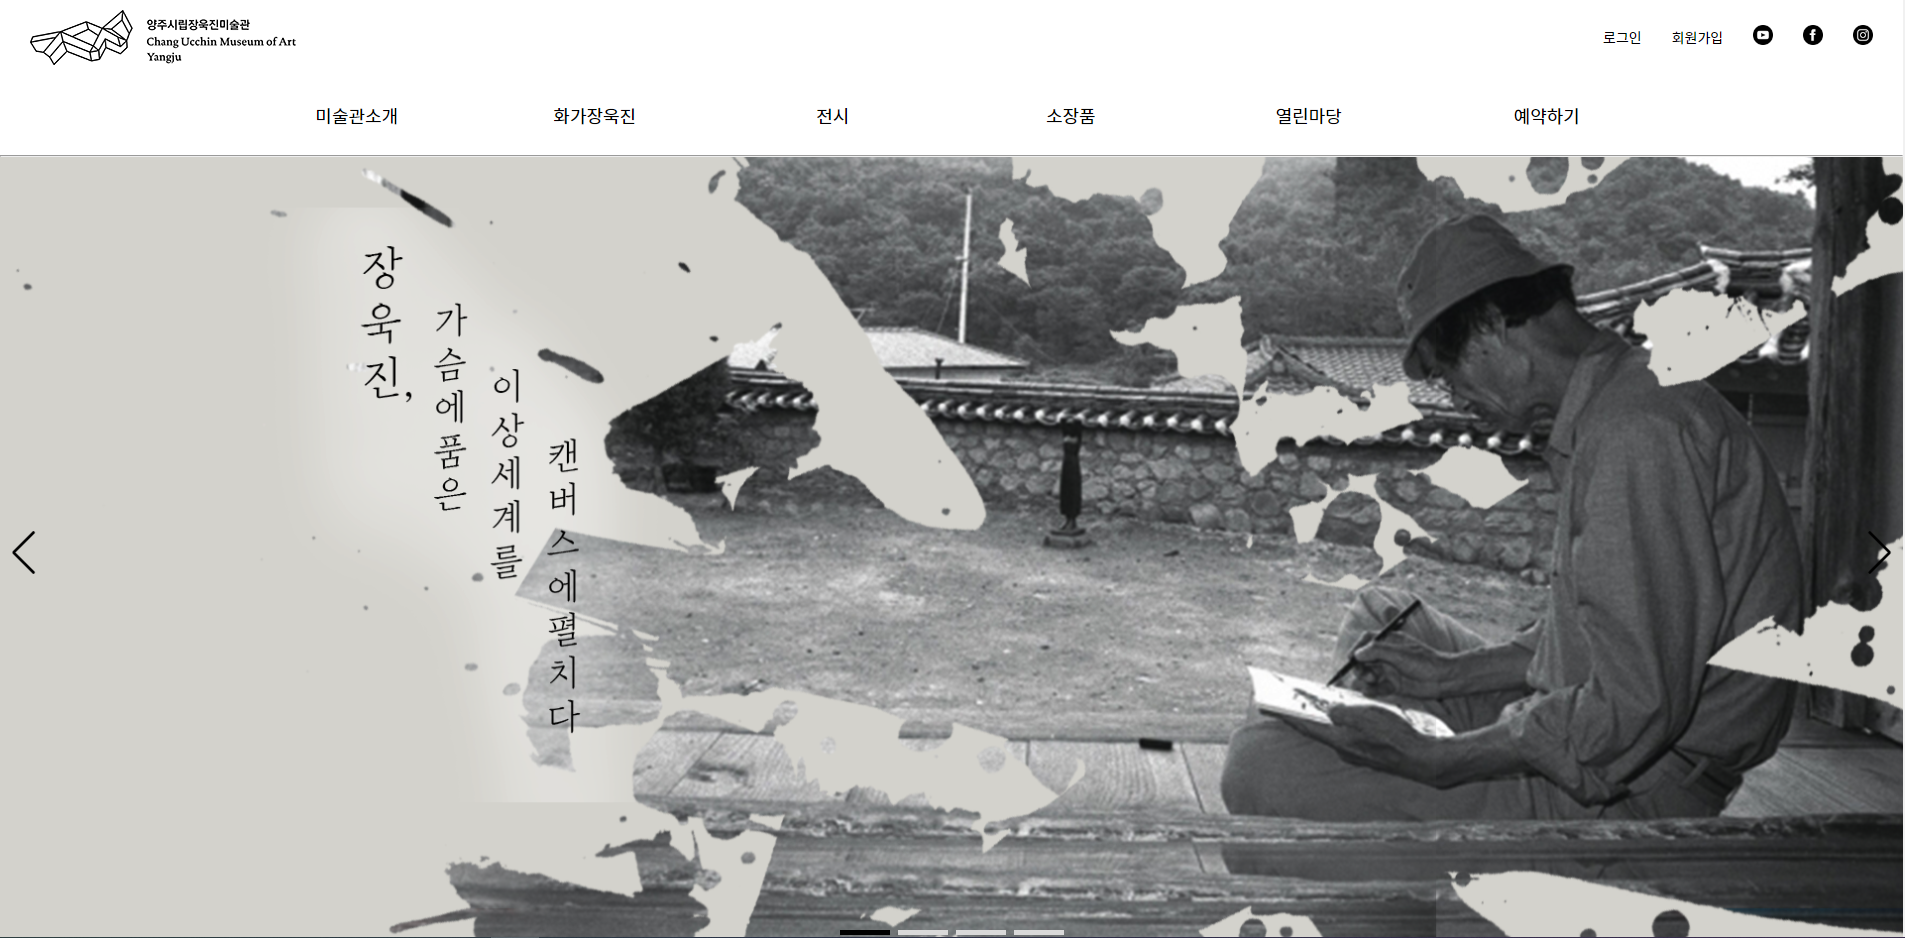 양주시립장욱진미술관
Chang Ucchin Museum of Art
Yangju
로그인
회원가입
미술관소개
화가장욱진
전시
소장품
열린마당
예약하기
장욱진,
가슴에품은
이상세계를
캔버스에펼치다